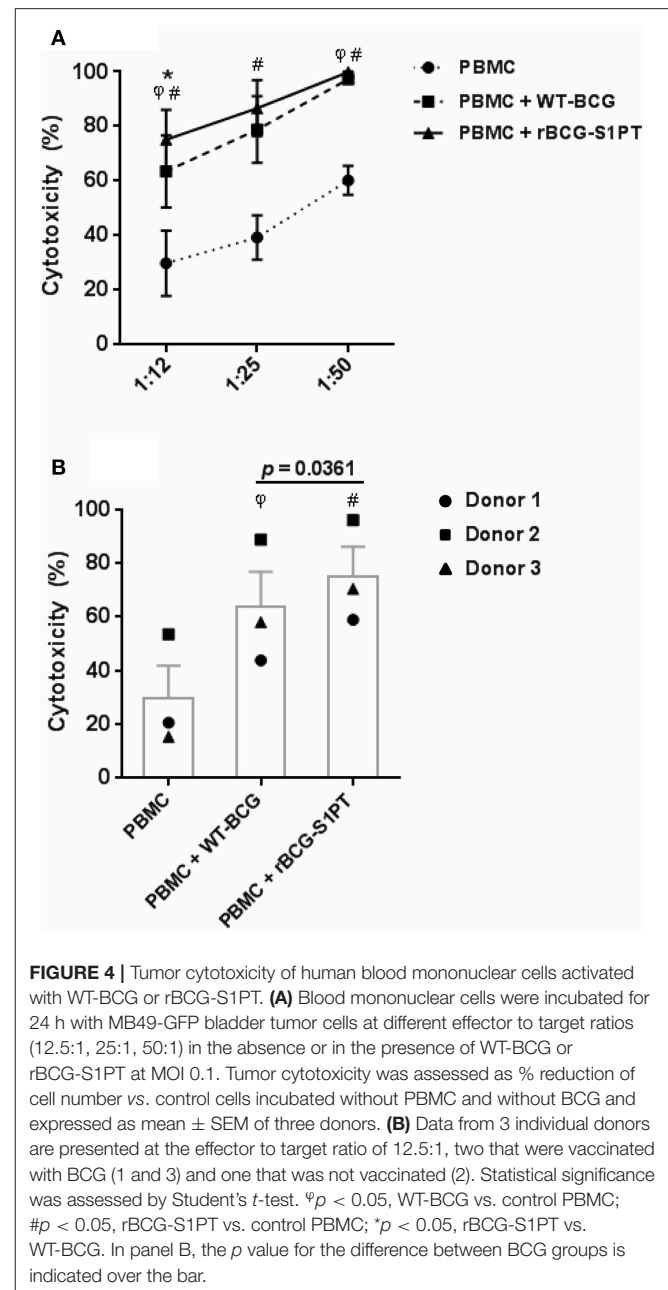 A
* # φ #
φ #
100
80
60
40
20
0
Cytotoxicity (%)
1:12
1:25
1:50
PBMC
PBMC + WT-BCG
PBMC + rBCG-S1PT
B
p = 0.0361
φ #
100
80
60
40
20
0
Cytotoxicity (%)
PBMC
PBMC + WT-BCG
PBMC + rBCG-S1PT
Donor 1
Donor 2
Donor 3
FIGURE 4 | Tumor cytotoxicity of human blood mononuclear cells activated
with WT-BCG or rBCG-S1PT. (A) Blood mononuclear cells were incubated for
24 h with MB49-GFP bladder tumor cells at different effector to target ratios
(12.5:1, 25:1, 50:1) in the absence or in the presence of WT-BCG or
rBCG-S1PT at MOI 0.1. Tumor cytotoxicity was assessed as % reduction of
cell number vs. control cells incubated without PBMC and without BCG and
expressed as mean ± SEM of three donors. (B) Data from 3 individual donors
are presented at the effector to target ratio of 12.5:1, two that were vaccinated
with BCG (1 and 3) and one that was not vaccinated (2). Statistical significance
was assessed by Student's t-test. φp < 0.05, WT-BCG vs. control PBMC;
#p < 0.05, rBCG-S1PT vs. control PBMC; *p < 0.05, rBCG-S1PT vs.
WT-BCG. In panel B, the p value for the difference between BCG groups is
indicated over the bar.